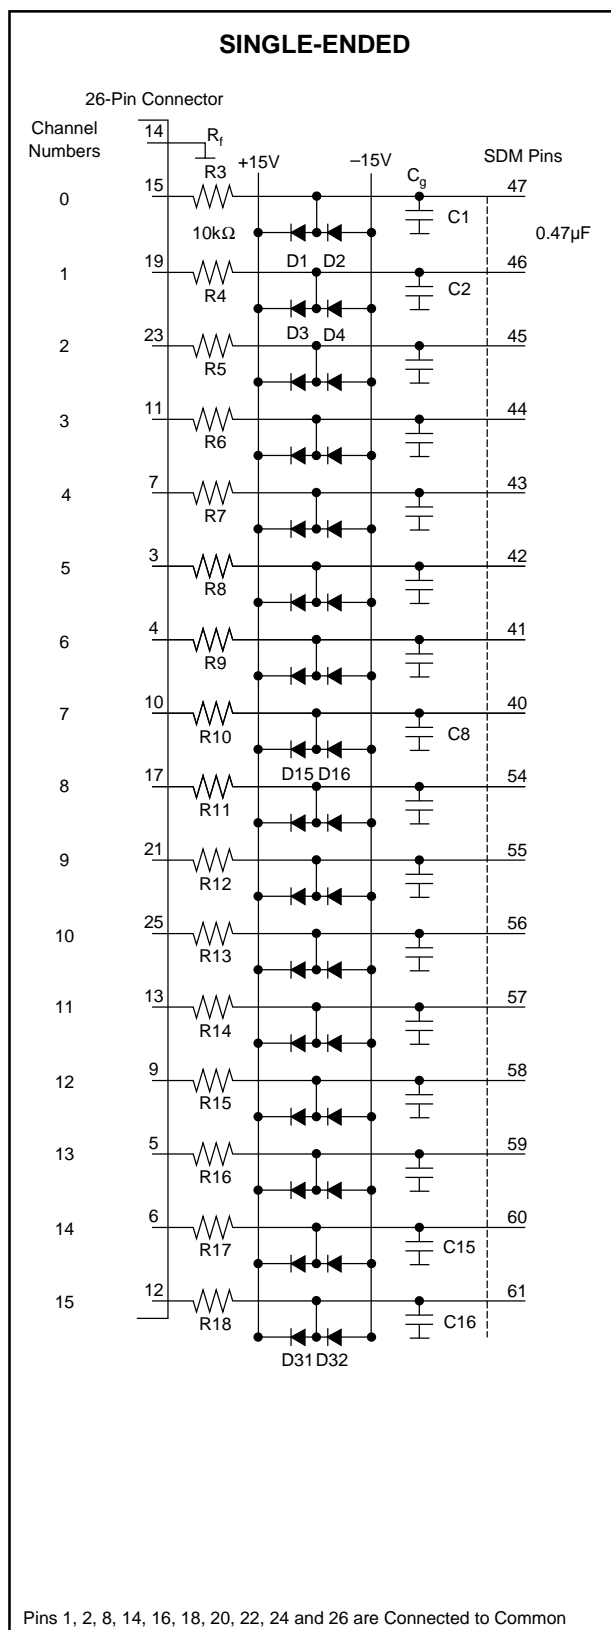 SINGLE-ENDED
26-Pin Connector
Channel Numbers
14 Rf
+15V –15V
SDM Pins
0 15 R3 10kΩ Cg C1 47 0.47µF
D1 D2
1 19 R4 C2 46
D3 D4
2 23 R5 45
3 11 R6 44
4 7 R7 43
5 3 R8 42
6 4 R9 41
7 10 R10 C8 40
D15 D16
8 17 R11 54
9 21 R12 55
10 25 R13 56
11 13 R14 57
12 9 R15 58
13 5 R16 59
14 6 R17 C15 60
15 12 R18 C16 61
D31 D32
Pins 1, 2, 8, 14, 16, 18, 20, 22, 24 and 26 are Connected to Common